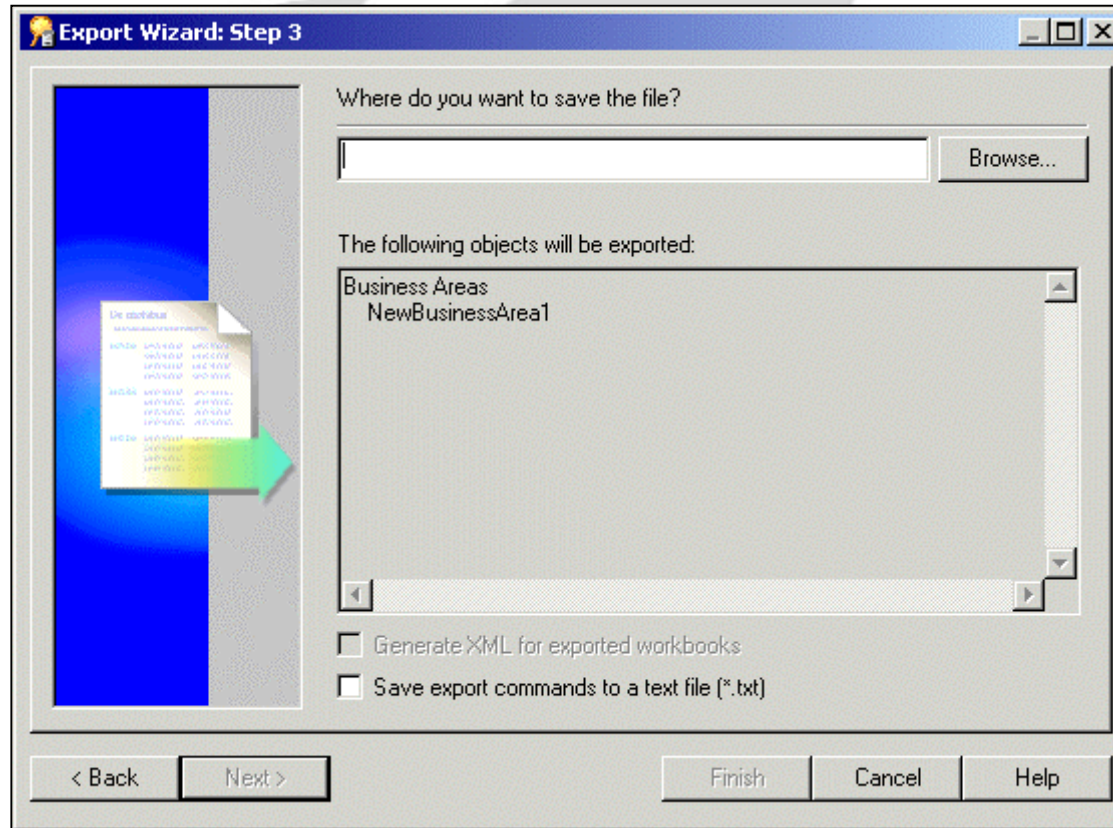 Export Wizard: Step 3
Where do you want to save the file?
Browse...
The following objects will be exported:
Business Areas
NewBusinessArea1
Generate XML for exported workbooks
Save export commands to a text file (*.txt)
< Back
Next >
Finish
Cancel
Help